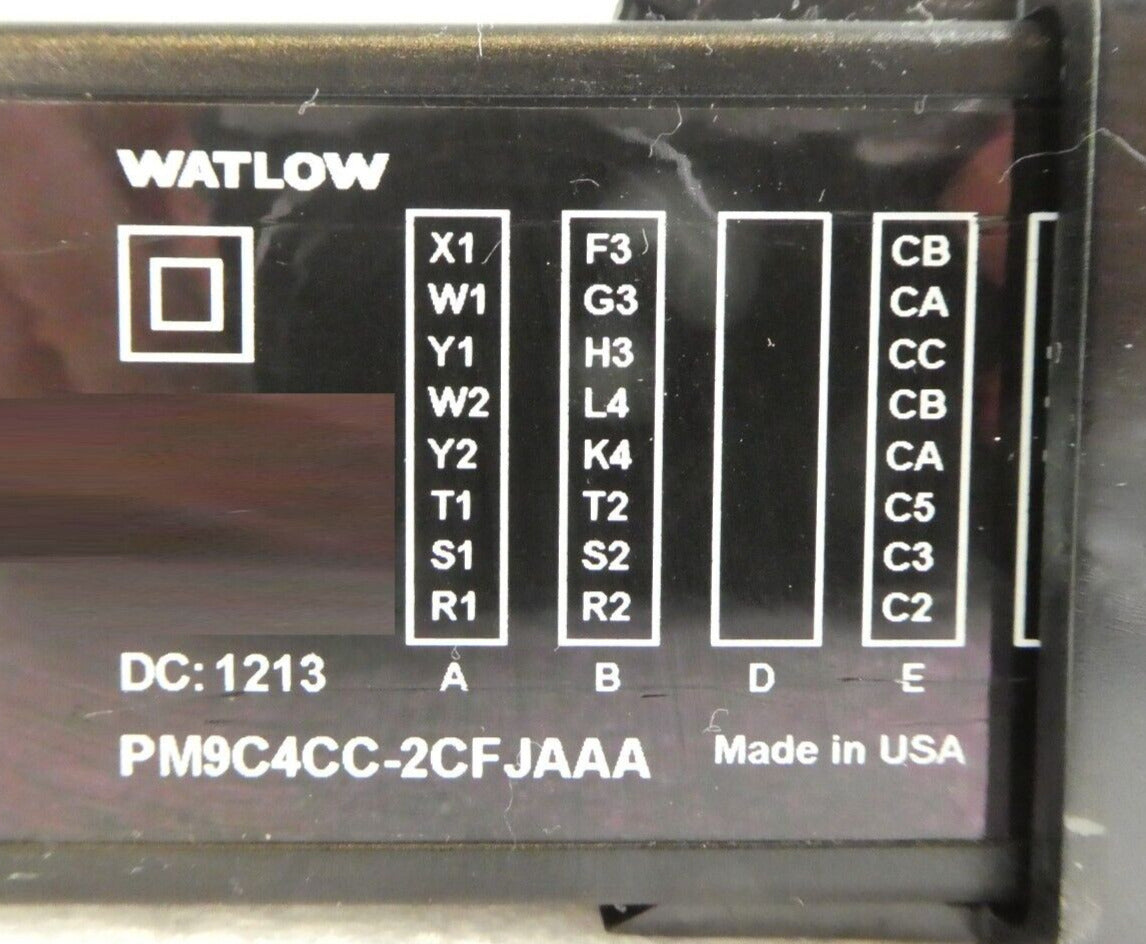 WATLOW
X1 F3 CB
W1 G3 CA
Y1 H3 CC
W2 L4 CB
Y2 K4 CA
T1 T2 C5
S1 S2 C3
R1 R2 C2
DC: 1213 A B D E
PM9C4CC-2CFJAAA Made in USA